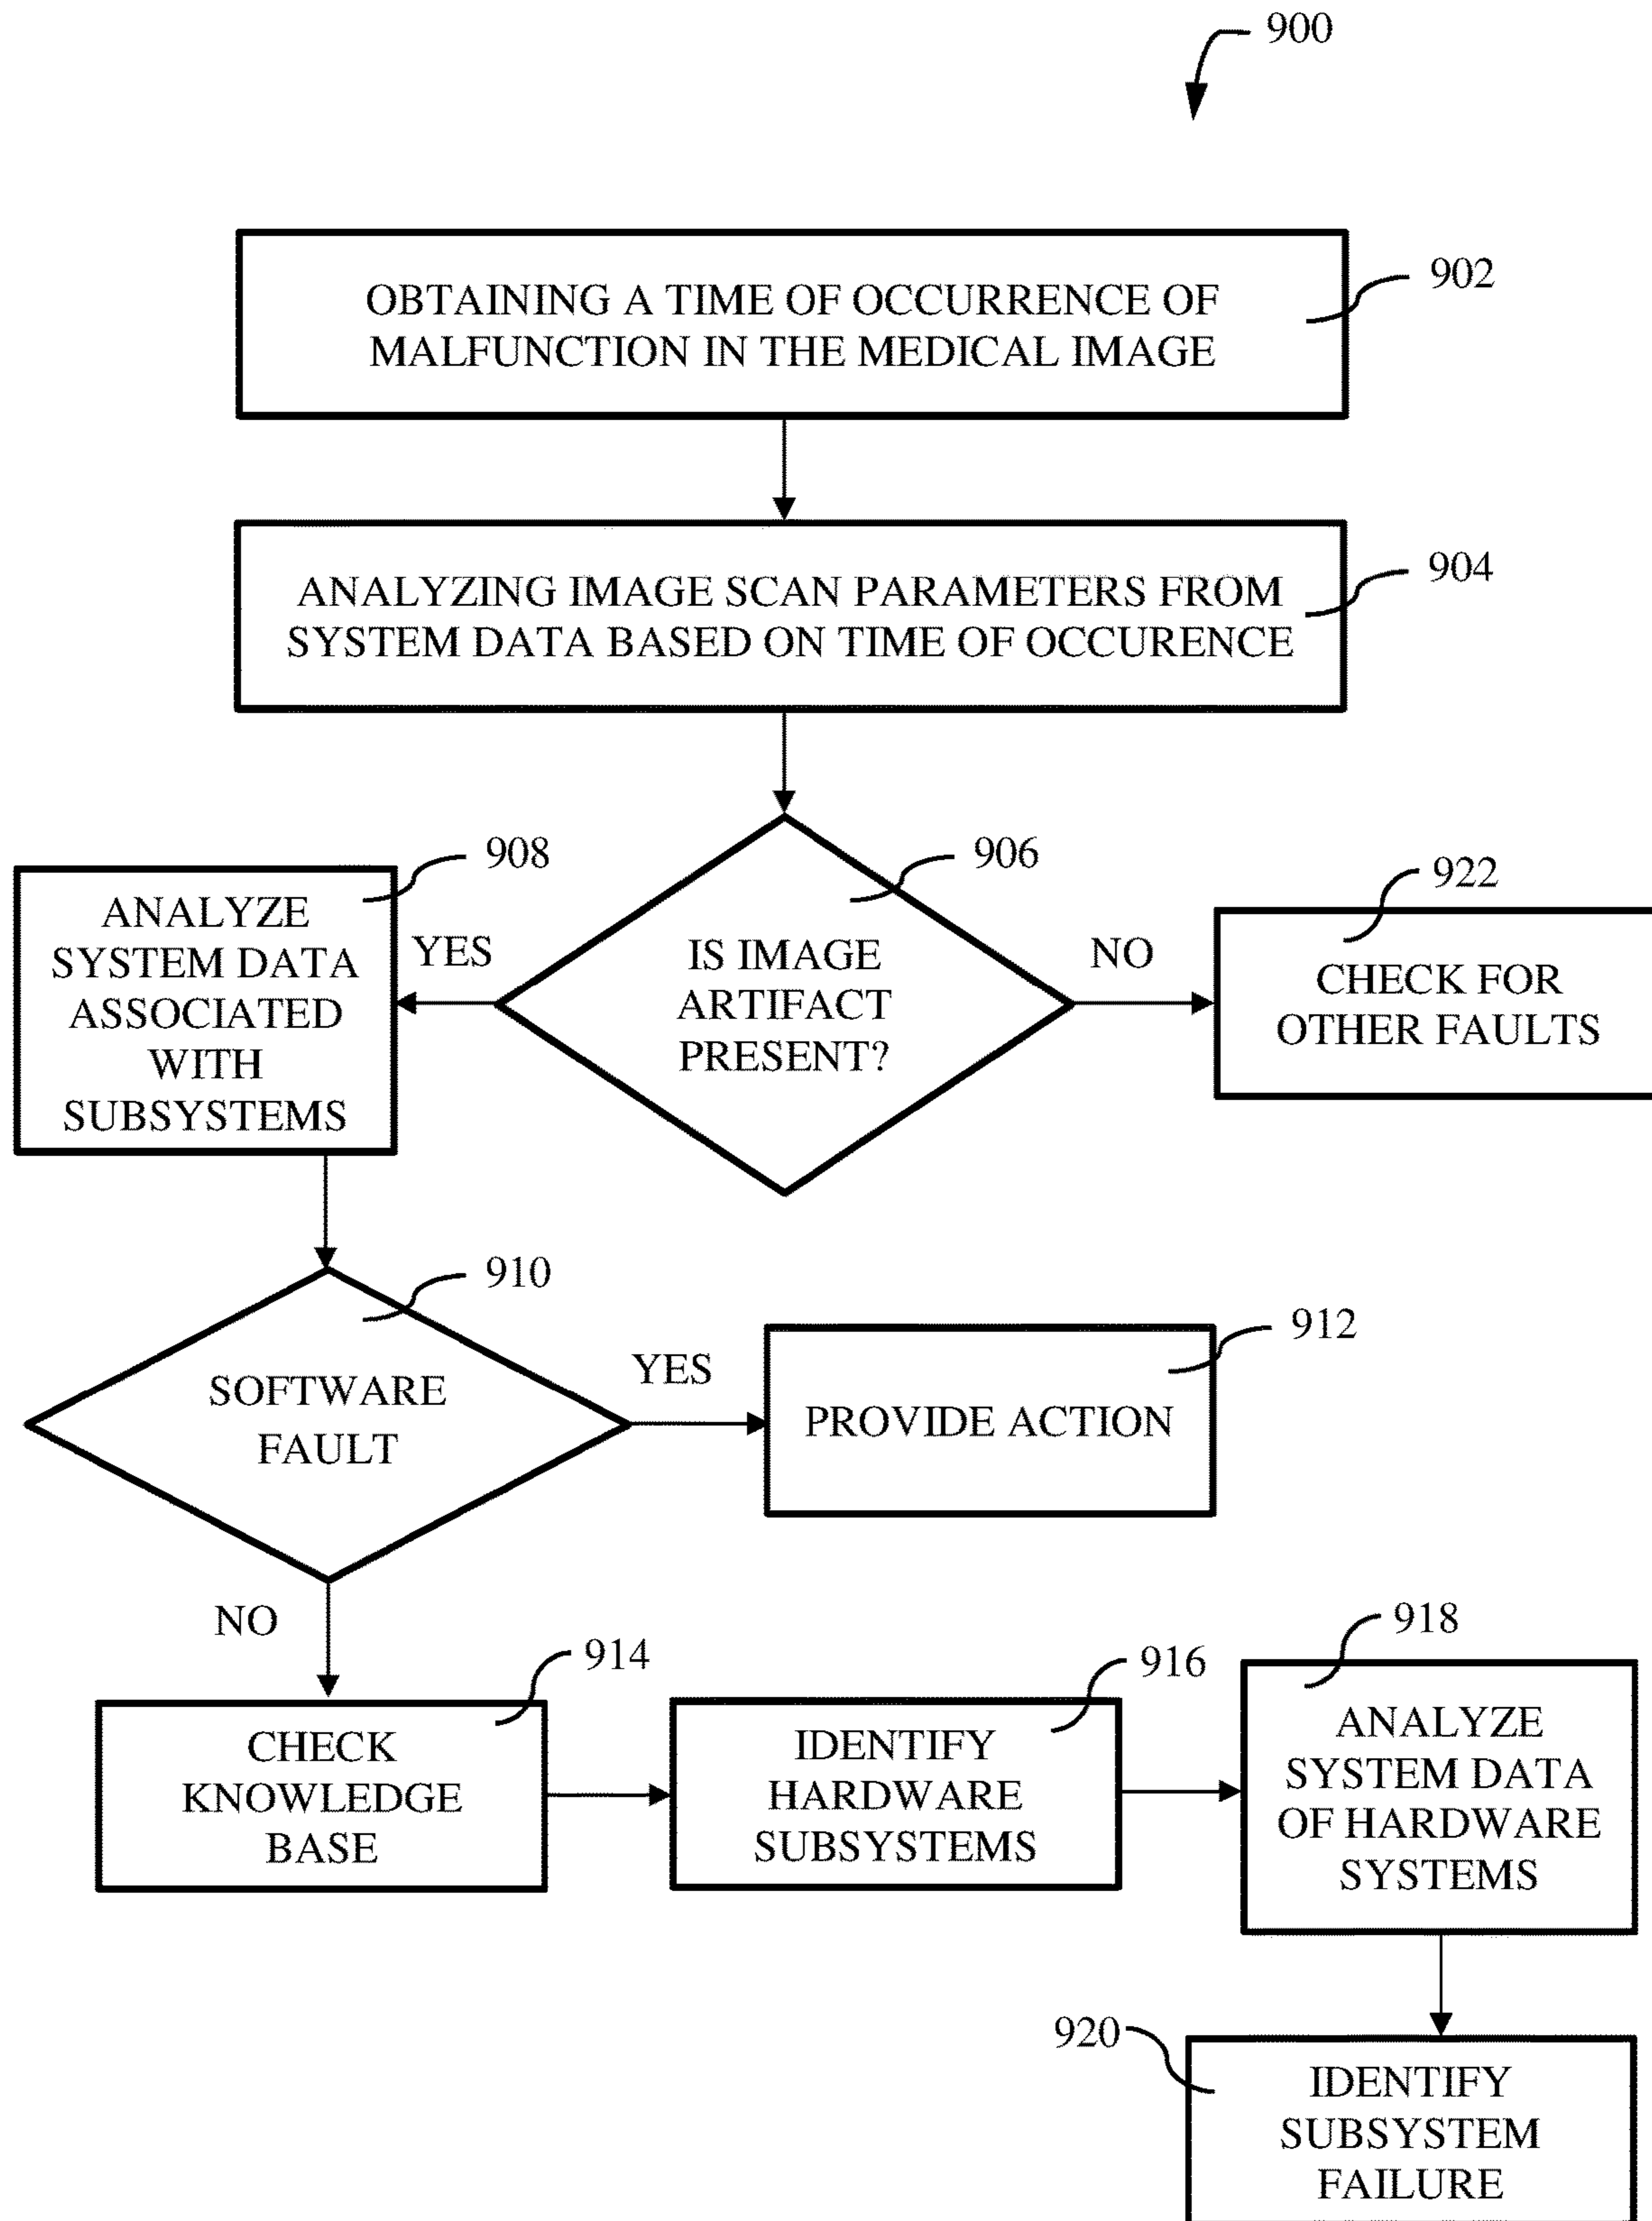 900
OBTAINING A TIME OF OCCURRENCE OF
MALFUNCTION IN THE MEDICAL IMAGE
902
ANALYZING IMAGE SCAN PARAMETERS FROM
SYSTEM DATA BASED ON TIME OF OCCURENCE
904
IS IMAGE
ARTIFACT
PRESENT?
906
YES
NO
ANALYZE
SYSTEM DATA
ASSOCIATED
WITH
SUBSYSTEMS
908
CHECK FOR
OTHER FAULTS
922
SOFTWARE
FAULT
910
YES
PROVIDE ACTION
912
NO
CHECK
KNOWLEDGE
BASE
914
IDENTIFY
HARDWARE
SUBSYSTEMS
916
ANALYZE
SYSTEM DATA
OF HARDWARE
SYSTEMS
918
920
IDENTIFY
SUBSYSTEM
FAILURE